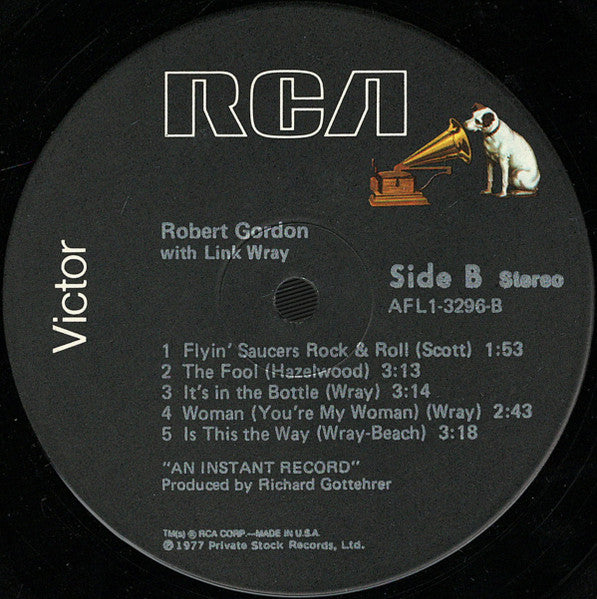 RCA
Victor
Robert Gordon
with Link Wray
Side B Stereo
AFL1-3296-B
1 Flyin' Saucers Rock & Roll (Scott) 1:53
2 The Fool (Hazelwood) 3:13
3 It's in the Bottle (Wray) 3:14
4 Woman (You're My Woman) (Wray) 2:43
5 Is This the Way (Wray-Beach) 3:18
"AN INSTANT RECORD"
Produced by Richard Gottehrer
TM(s) ® RCA CORP.—MADE IN U.S.A.
℗1977 Private Stock Records, Ltd.